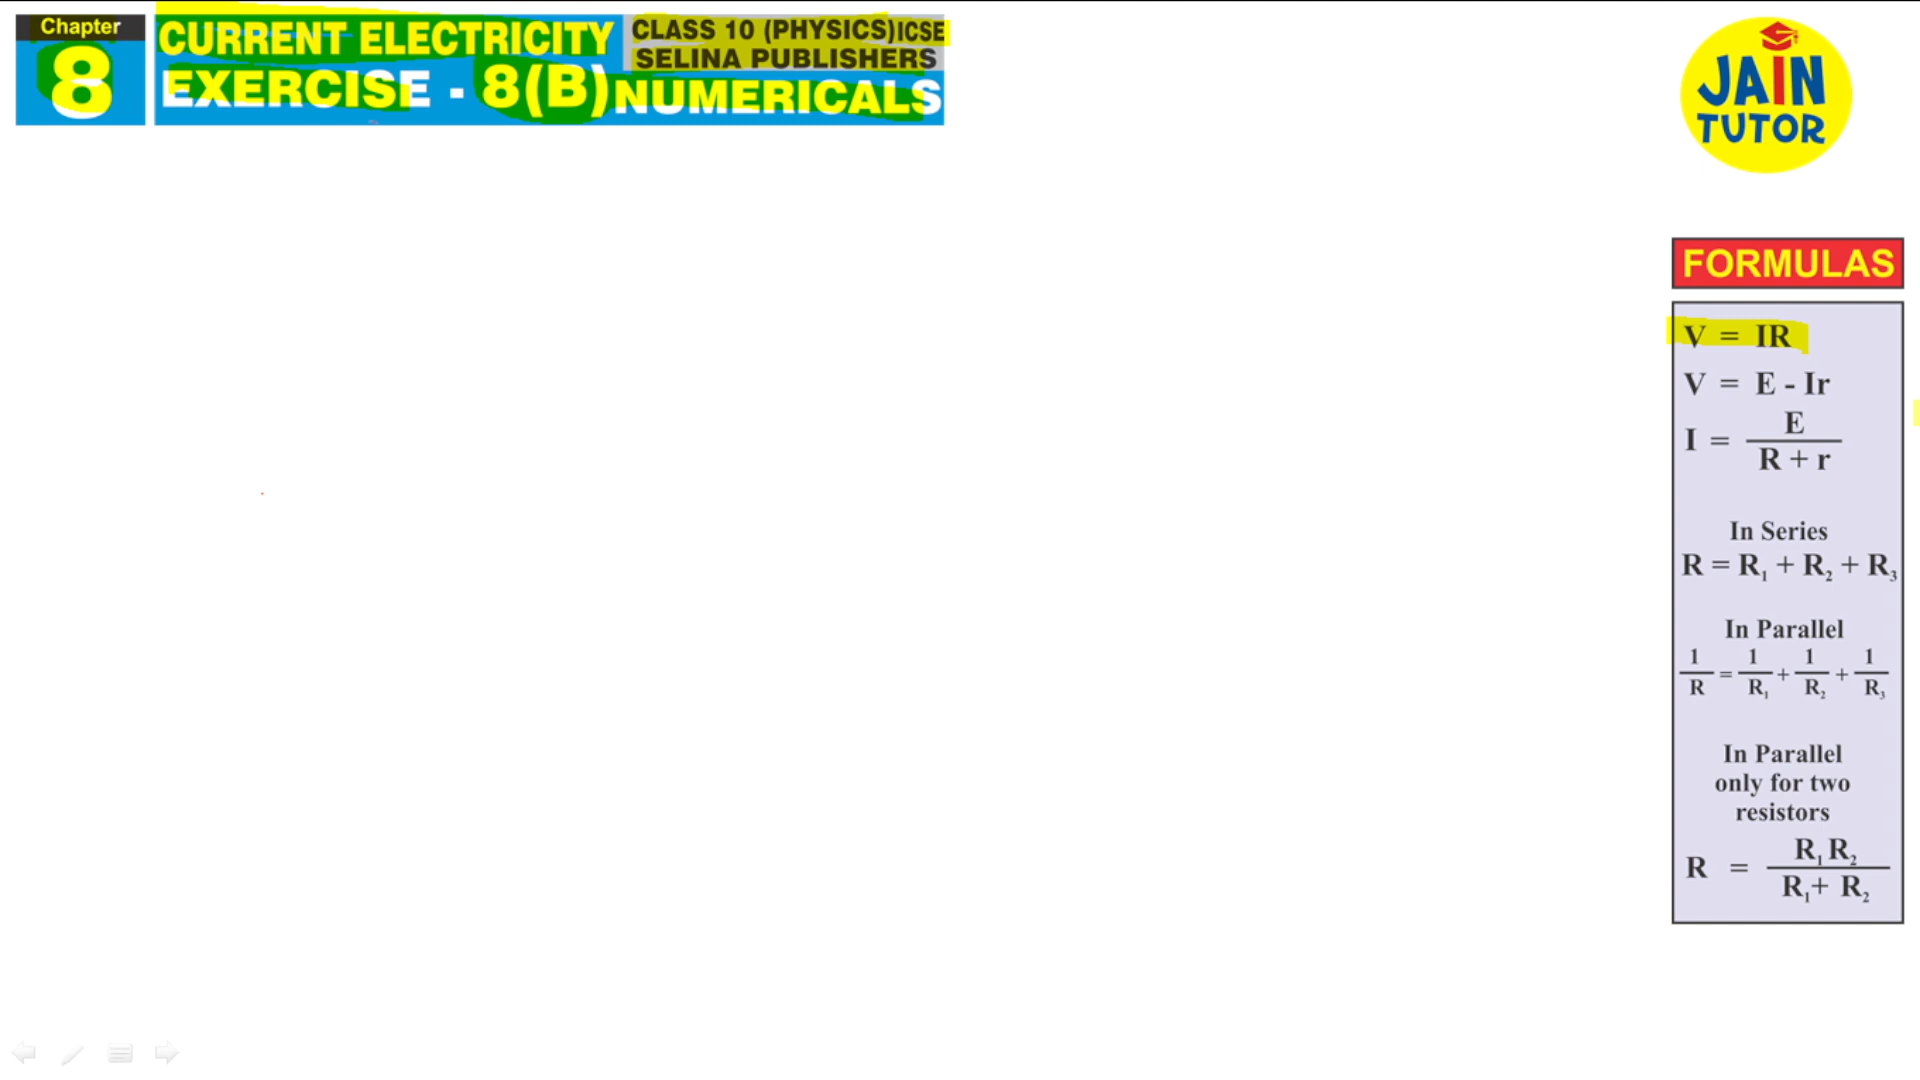 Chapter
8
CURRENT ELECTRICITY
EXERCISE - 8(B) NUMERICALS
CLASS 10 (PHYSICS) ICSE
SELINA PUBLISHERS
JAIN
TUTOR
FORMULAS
V = IR
V = E - Ir
I = E / R + r
In Series
R = R₁ + R₂ + R₃
In Parallel
1/R = 1/R₁ + 1/R₂ + 1/R₃
In Parallel
only for two
resistors
R = R₁ R₂ / R₁ + R₂